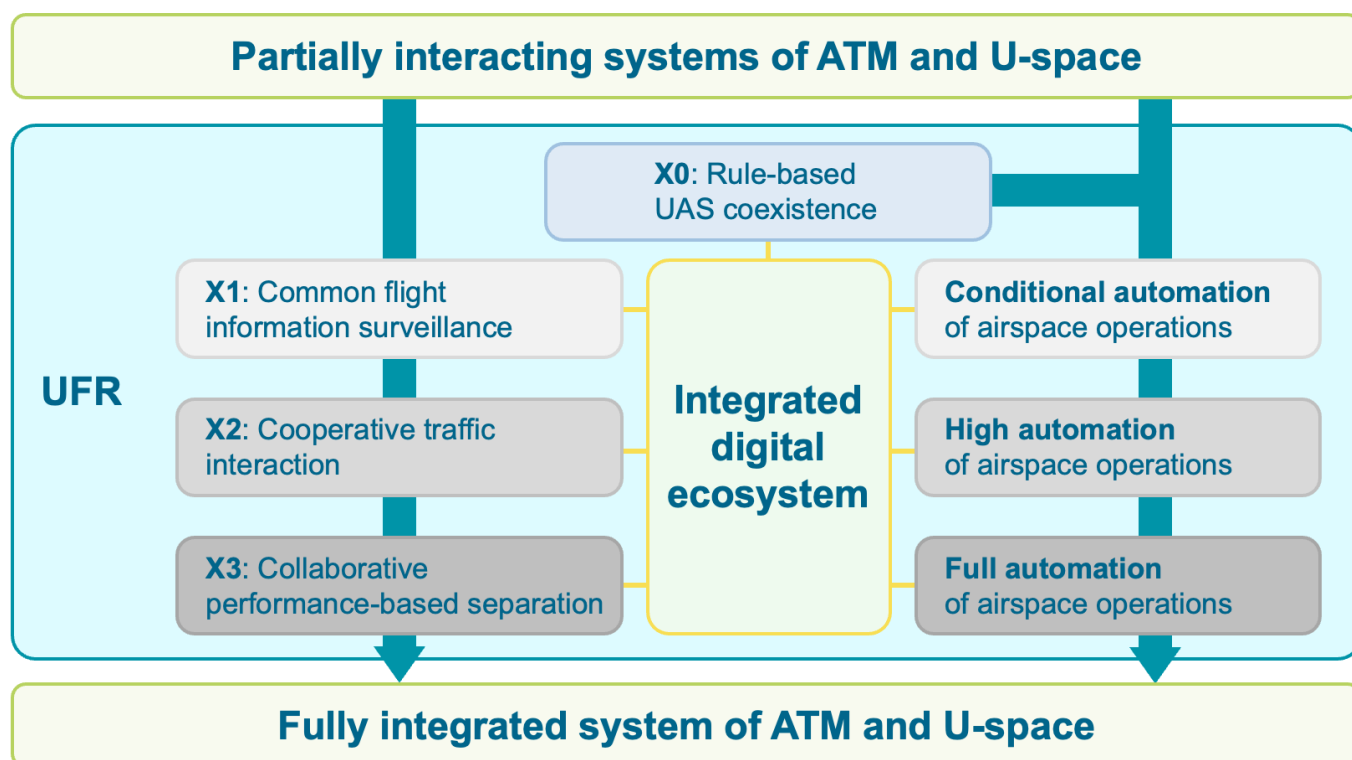 Partially interacting systems of ATM and U-space
X0: Rule-based
UAS coexistence
X1: Common flight
information surveillance
Conditional automation
of airspace operations
UFR
Integrated
digital
ecosystem
X2: Cooperative traffic
interaction
High automation
of airspace operations
X3: Collaborative
performance-based separation
Full automation
of airspace operations
Fully integrated system of ATM and U-space